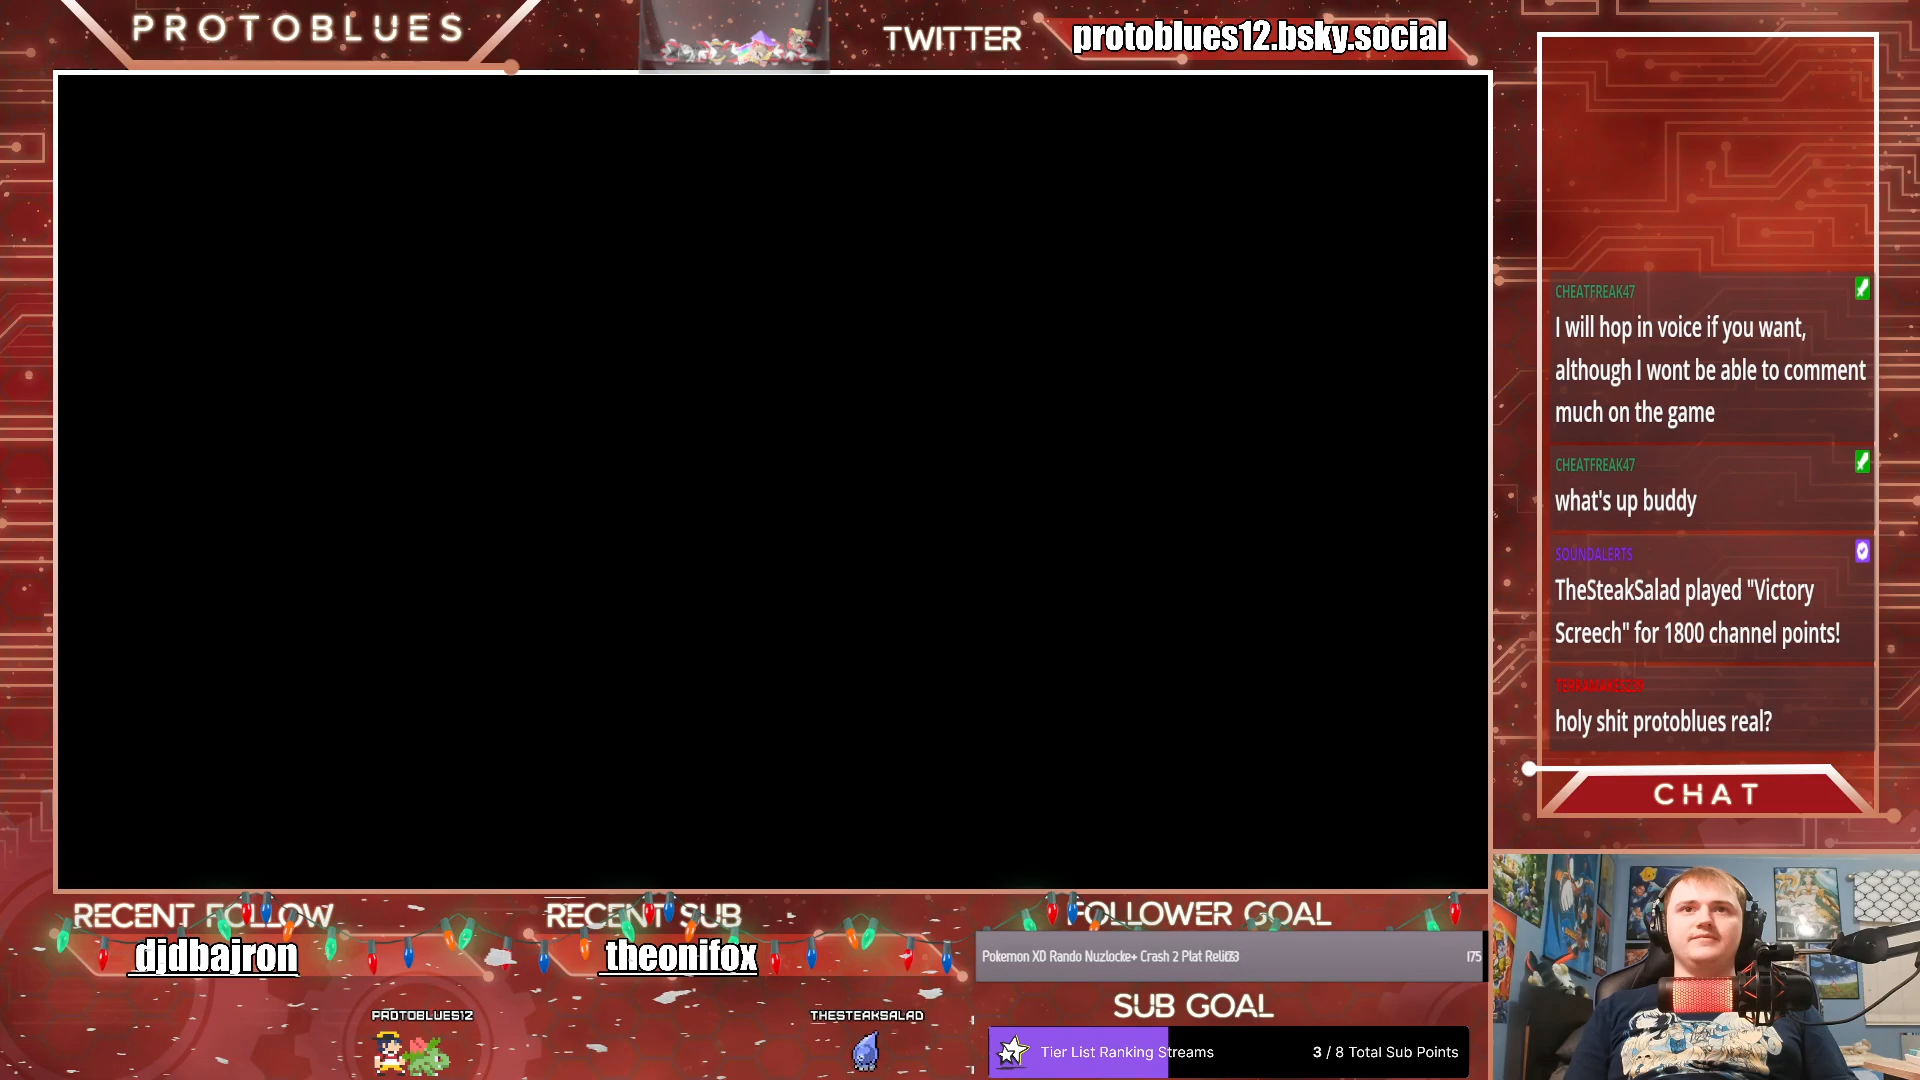 PROTOBLUES
TWITTER
protoblues12.bsky.social
CHEATFREAK47
I will hop in voice if you want,
although I wont be able to comment
much on the game
CHEATFREAK47
what's up buddy
SOUNDALERTS
TheSteakSalad played "Victory
Screech" for 1800 channel points!
holy shit protoblues real?
CHAT
RECENT FOLLOW
djdbajron
RECENT SUB
theonifox
FOLLOWER GOAL
Pokemon XD Rando Nuzlocke+ Crash 2 Plat
175
SUB GOAL
Tier List Ranking Streams
3 / 8 Total Sub Points
PROTOBLUES12
THESTEAKSALAD